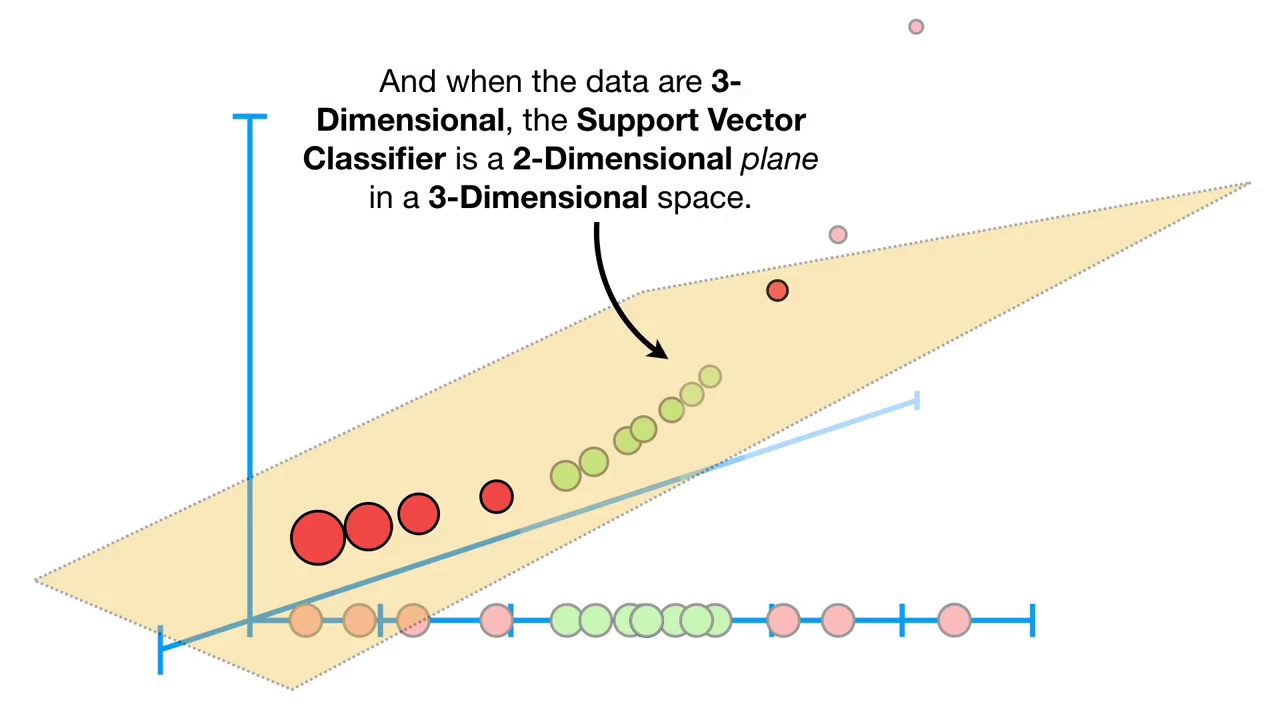 And when the data are 3-
Dimensional, the Support Vector
Classifier is a 2-Dimensional plane
in a 3-Dimensional space.